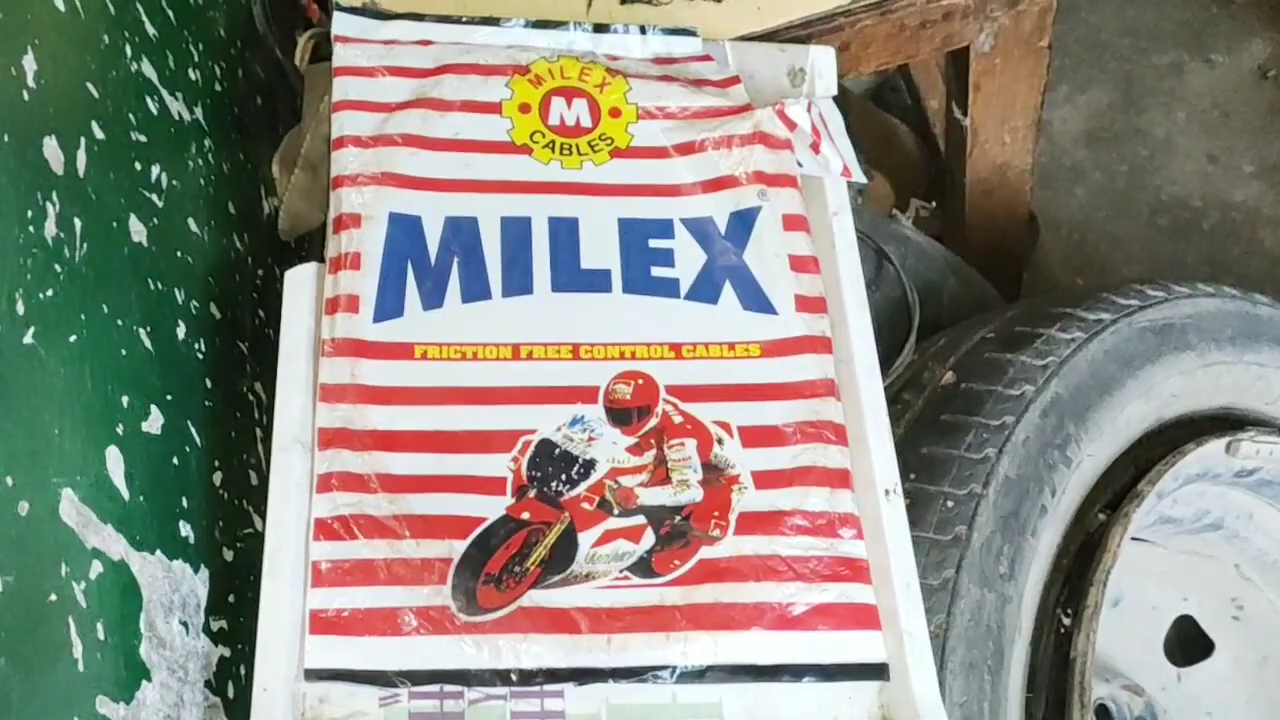 MILEX
M
CABLES
MILEX®
FRICTION FREE CONTROL CABLES